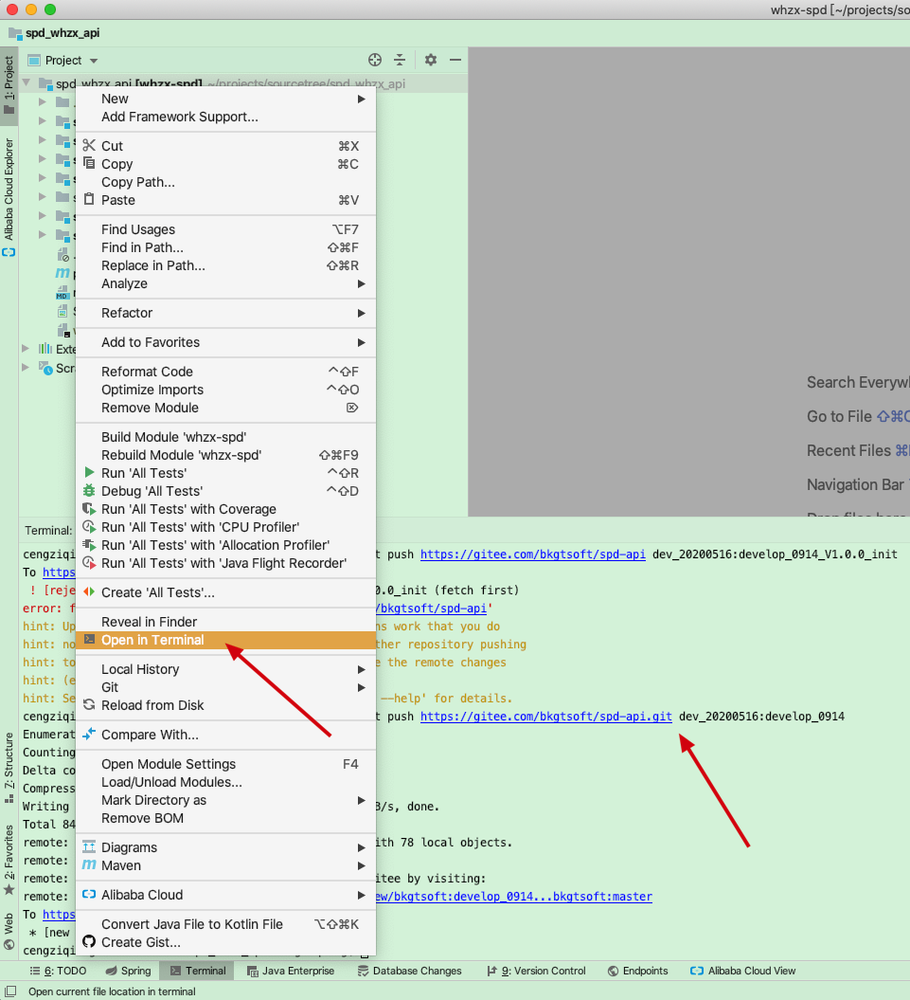 whzx-spd [~/projects/so
spd_whzx_api
Project
spd_whzx_api [whzx-spd] ~/projects/sourcetree/spd_whzx_api
1: Project
Alibaba Cloud Explorer
Exte
Scra
New
Add Framework Support...
Cut ⌘X
Copy ⌘C
Copy Path...
Paste ⌘V
Find Usages ⌥F7
Find in Path... ⇧⌘F
Replace in Path... ⇧⌘R
Analyze
Refactor
Add to Favorites
Reformat Code ^⇧F
Optimize Imports ^⇧O
Remove Module ⌦
Build Module 'whzx-spd'
Rebuild Module 'whzx-spd' ⇧⌘F9
Run 'All Tests' ^⇧R
Debug 'All Tests' ^⇧D
Run 'All Tests' with Coverage
Run 'All Tests' with 'CPU Profiler'
Run 'All Tests' with 'Allocation Profiler'
Run 'All Tests' with 'Java Flight Recorder'
Create 'All Tests'...
Reveal in Finder
Open in Terminal
Local History
Git
Reload from Disk
Compare With...
Open Module Settings F4
Load/Unload Modules...
Mark Directory as
Remove BOM
Diagrams
Maven
Alibaba Cloud
Convert Java File to Kotlin File ⌥⇧⌘K
Create Gist...
Search Everywh
Go to File ⇧⌘O
Recent Files ⌘
Navigation Bar
Drop files here
Terminal:
cengziqi t push https://gitee.com/bkgtsoft/spd-api dev_20200516:develop_0914_V1.0.0_init
To https
! [reje .0.0_init (fetch first)
error: f /bkgtsoft/spd-api'
hint: Up ns work that you do
hint: no ther repository pushing
hint: to e the remote changes
hint: (e
hint: Se --help' for details.
cengziqi t push https://gitee.com/bkgtsoft/spd-api.git dev_20200516:develop_0914
Enumerat
Counting
Delta co
Compress
Writing B/s, done.
Total 84
remote: ith 78 local objects.
remote:
remote: itee by visiting:
remote: ew/bkgtsoft:develop_0914...bkgtsoft:master
To https
* [new
cengziqi
Z: Structure
2: Favorites
Web
6: TODO
Spring
Terminal
Java Enterprise
Database Changes
9: Version Control
Endpoints
Alibaba Cloud View
Open current file location in terminal